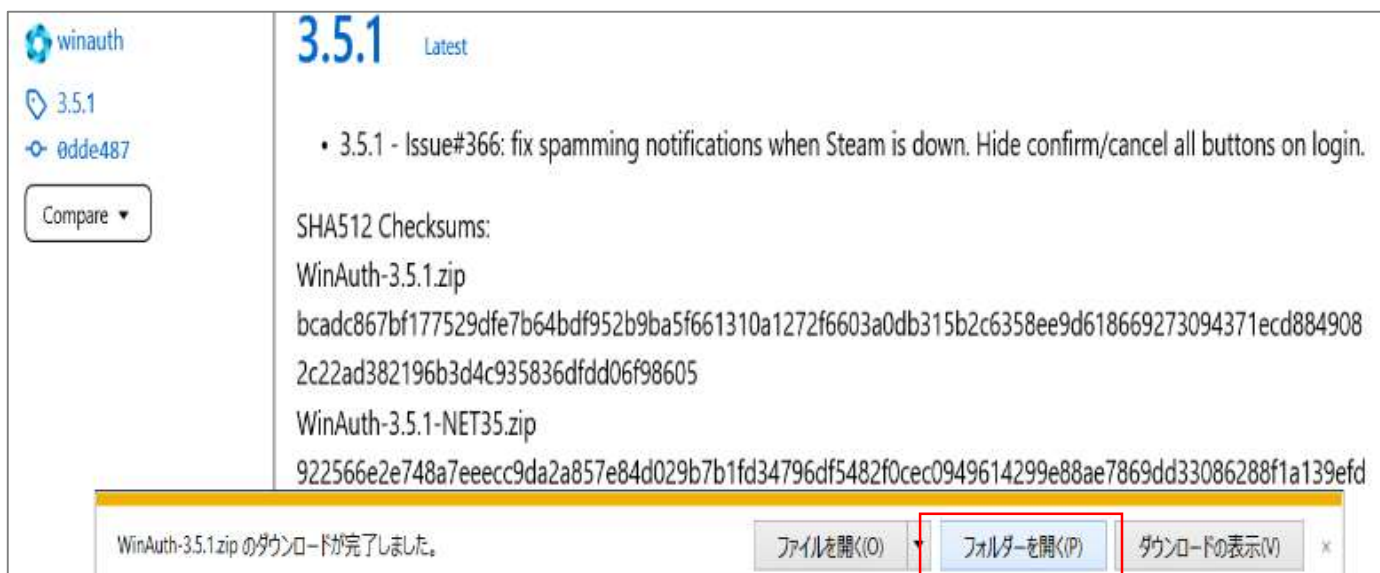 winauth
3.5.1
0dde487
Compare
3.5.1 Latest
• 3.5.1 - Issue#366: fix spamming notifications when Steam is down. Hide confirm/cancel all buttons on login.
SHA512 Checksums:
WinAuth-3.5.1.zip
bcadc867bf177529dfe7b64bdf952b9ba5f661310a1272f6603a0db315b2c6358ee9d618669273094371ecd884908
2c22ad382196b3d4c935836dfdd06f98605
WinAuth-3.5.1-NET35.zip
922566e2e748a7eeecc9da2a857e84d029b7b1fd34796df5482f0cec0949614299e88ae7869dd33086288f1a139efd
WinAuth-3.5.1.zip のダウンロードが完了しました。 ファイルを開く(O) フォルダーを開く(P) ダウンロードの表示(V) ×